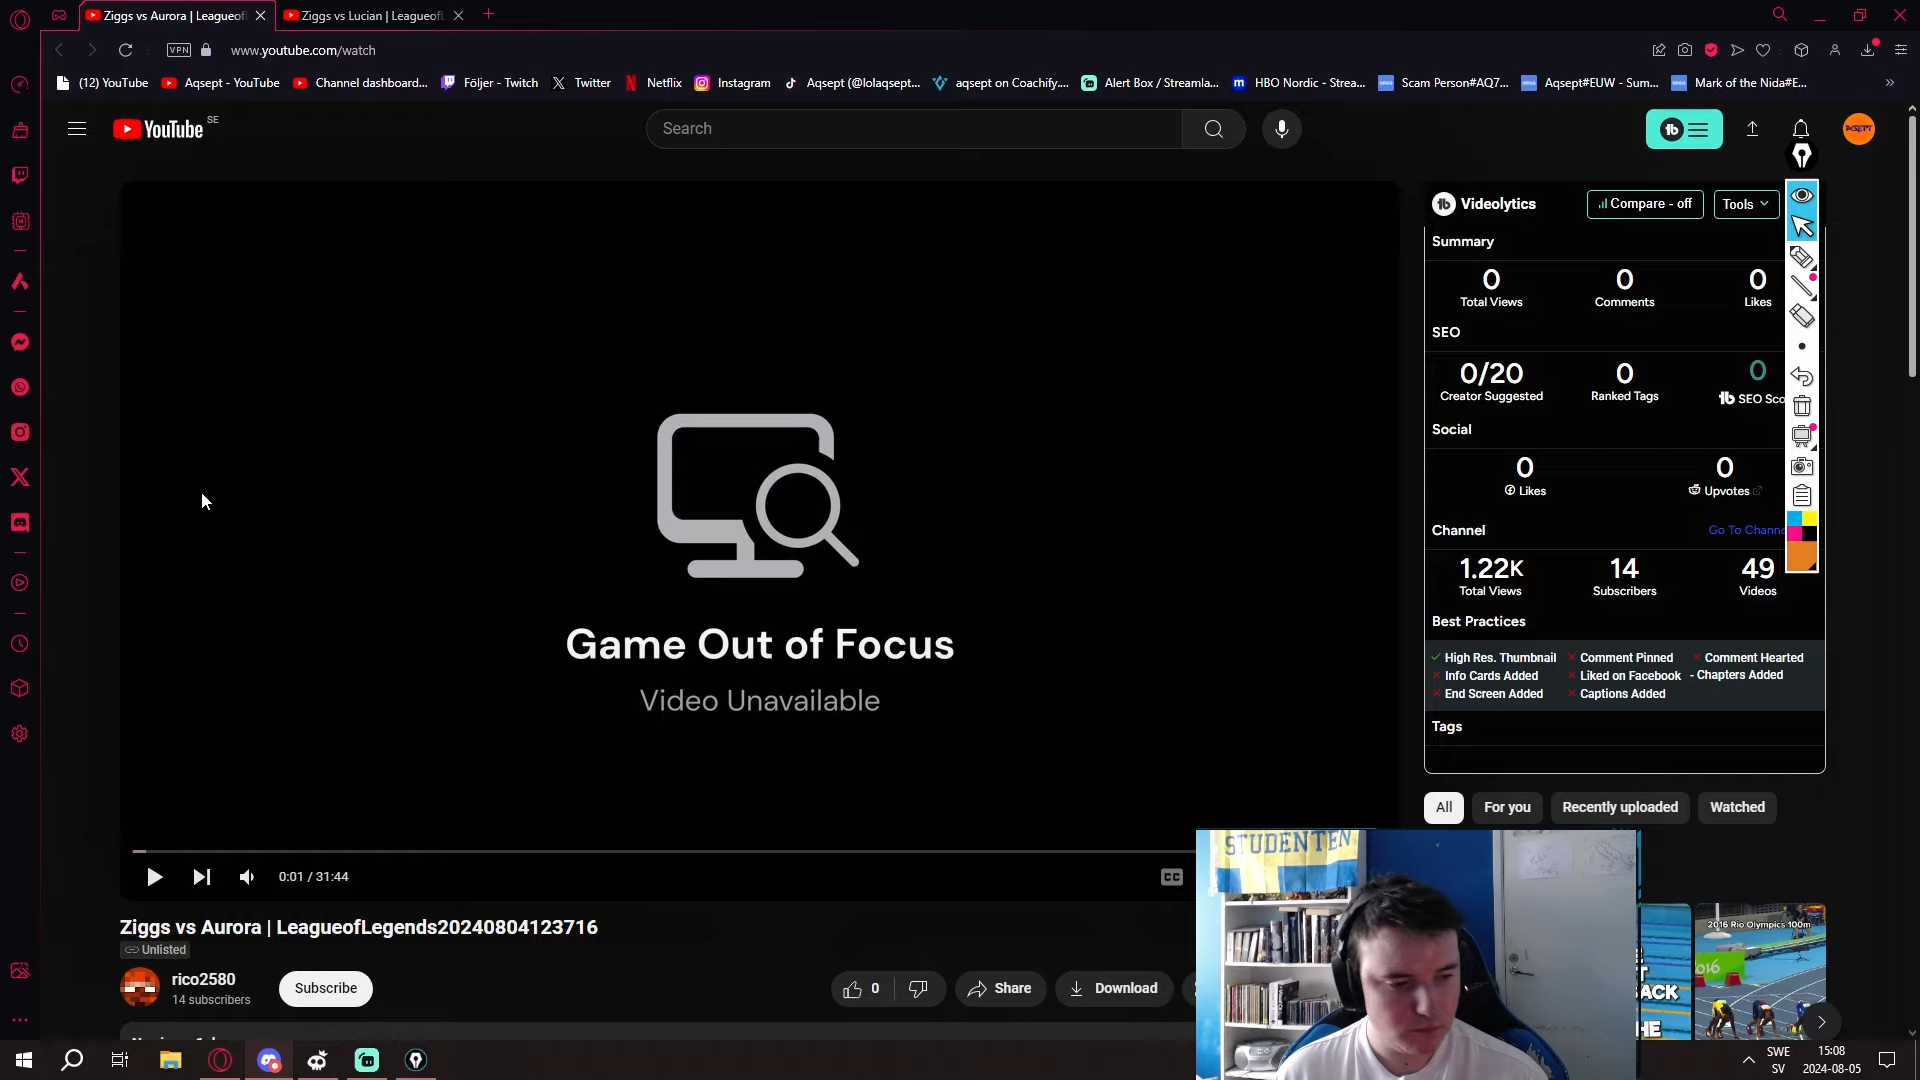 Ziggs vs Aurora | Leagueof
Ziggs vs Lucian | Leagueof
VPN
www.youtube.com/watch
(12) YouTube
Aqsept - YouTube
Channel dashboard...
Följer - Twitch
Twitter
Netflix
Instagram
Aqsept (@lolaqsept...
aqsept on Coachify....
Alert Box / Streamla...
HBO Nordic - Strea...
Scam Person#AQ7...
Aqsept#EUW - Sum...
Mark of the Nida#E...
YouTube SE
Search
tb
Videolytics
Compare - off
Tools
Summary
0
0
0
Total Views
Comments
Likes
SEO
0/20
0
0
Creator Suggested
Ranked Tags
SEO Sco
Social
0
0
Likes
Upvotes
Channel
Go To Channe
1.22K
14
49
Total Views
Subscribers
Videos
Best Practices
High Res. Thumbnail
Comment Pinned
Comment Hearted
Info Cards Added
Liked on Facebook
- Chapters Added
End Screen Added
Captions Added
Tags
Game Out of Focus
Video Unavailable
All
For you
Recently uploaded
Watched
0:01 / 31:44
CC
STUDENTEN
Ziggs vs Aurora | LeagueofLegends20240804123716
Unlisted
rico2580
14 subscribers
Subscribe
0
Share
Download
2016 Rio Olympics 100m
ACK
HE
SWE
SV
15:08
2024-08-05